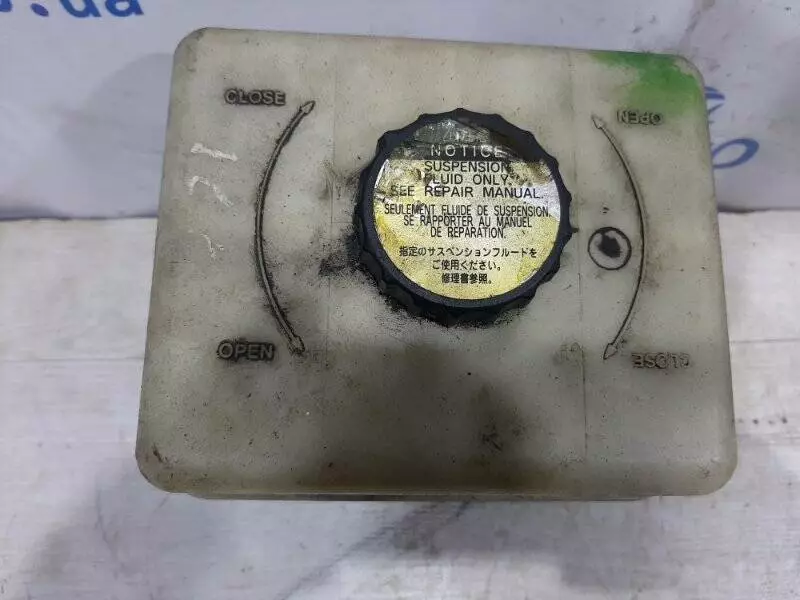 .ua
CLOSE
OPEN
21
NOTICE
SUSPENSION
FLUID ONLY
SEE REPAIR MANUAL.
SEULEMENT FLUIDE DE SUSPENSION.
SE RAPPORTER AU MANUEL
DE REPARATION.
指定のサスペンションフルードを
ご使用ください。
修理書参照。
OPEN
CLOSE